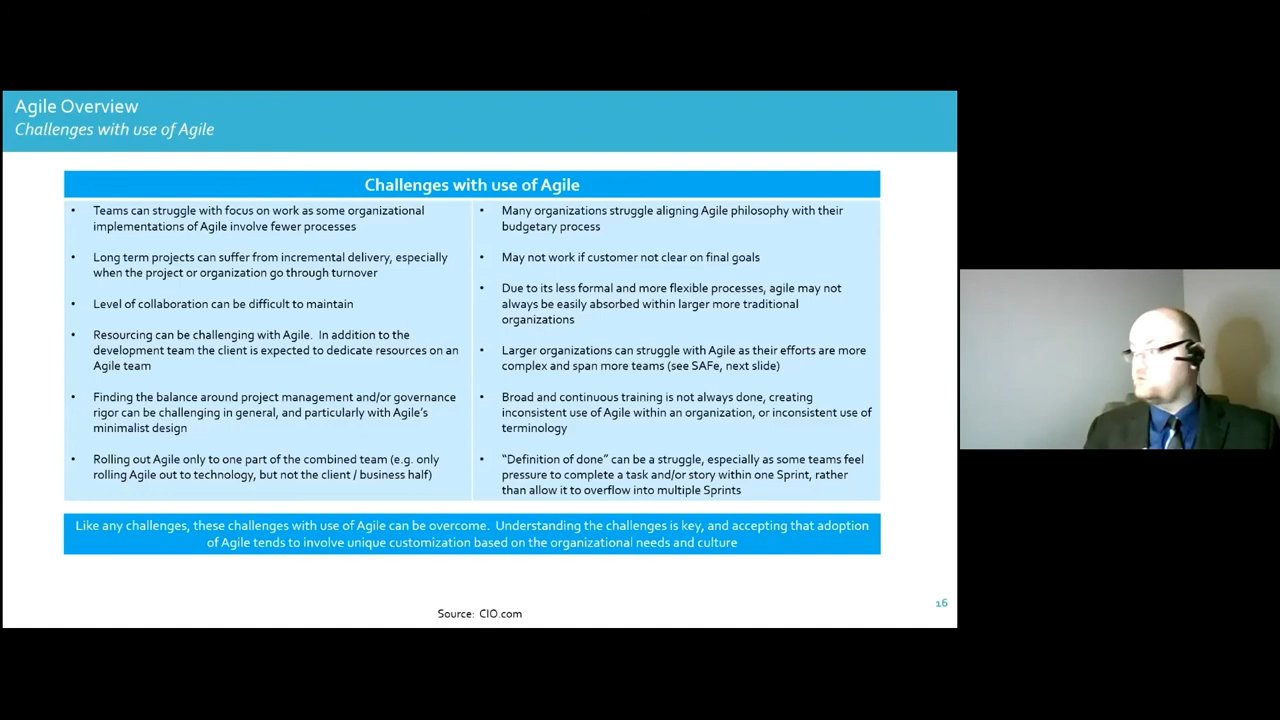 Agile Overview
Challenges with use of Agile
Challenges with use of Agile
• Teams can struggle with focus on work as some organizational
implementations of Agile involve fewer processes
• Long term projects can suffer from incremental delivery, especially
when the project or organization go through turnover
• Level of collaboration can be difficult to maintain
• Resourcing can be challenging with Agile. In addition to the
development team the client is expected to dedicate resources on an
Agile team
• Finding the balance around project management and/or governance
rigor can be challenging in general, and particularly with Agile's
minimalist design
• Rolling out Agile only to one part of the combined team (e.g. only
rolling Agile out to technology, but not the client / business half)
• Many organizations struggle aligning Agile philosophy with their
budgetary process
• May not work if customer not clear on final goals
• Due to its less formal and more flexible processes, agile may not
always be easily absorbed within larger more traditional
organizations
• Larger organizations can struggle with Agile as their efforts are more
complex and span more teams (see SAFe, next slide)
• Broad and continuous training is not always done, creating
inconsistent use of Agile within an organization, or inconsistent use of
terminology
• “Definition of done” can be a struggle, especially as some teams feel
pressure to complete a task and/or story within one Sprint, rather
than allow it to overflow into multiple Sprints
Like any challenges, these challenges with use of Agile can be overcome. Understanding the challenges is key, and accepting that adoption
of Agile tends to involve unique customization based on the organizational needs and culture
16
Source: CIO.com